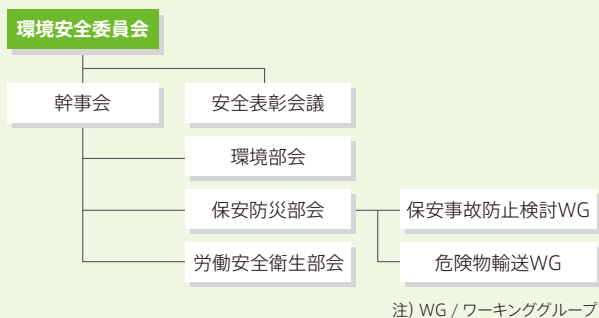 環境安全委員会
幹事会
安全表彰会議
環境部会
保安防災部会
保安事故防止検討WG
労働安全衛生部会
危険物輸送WG
注) WG / ワーキンググループ